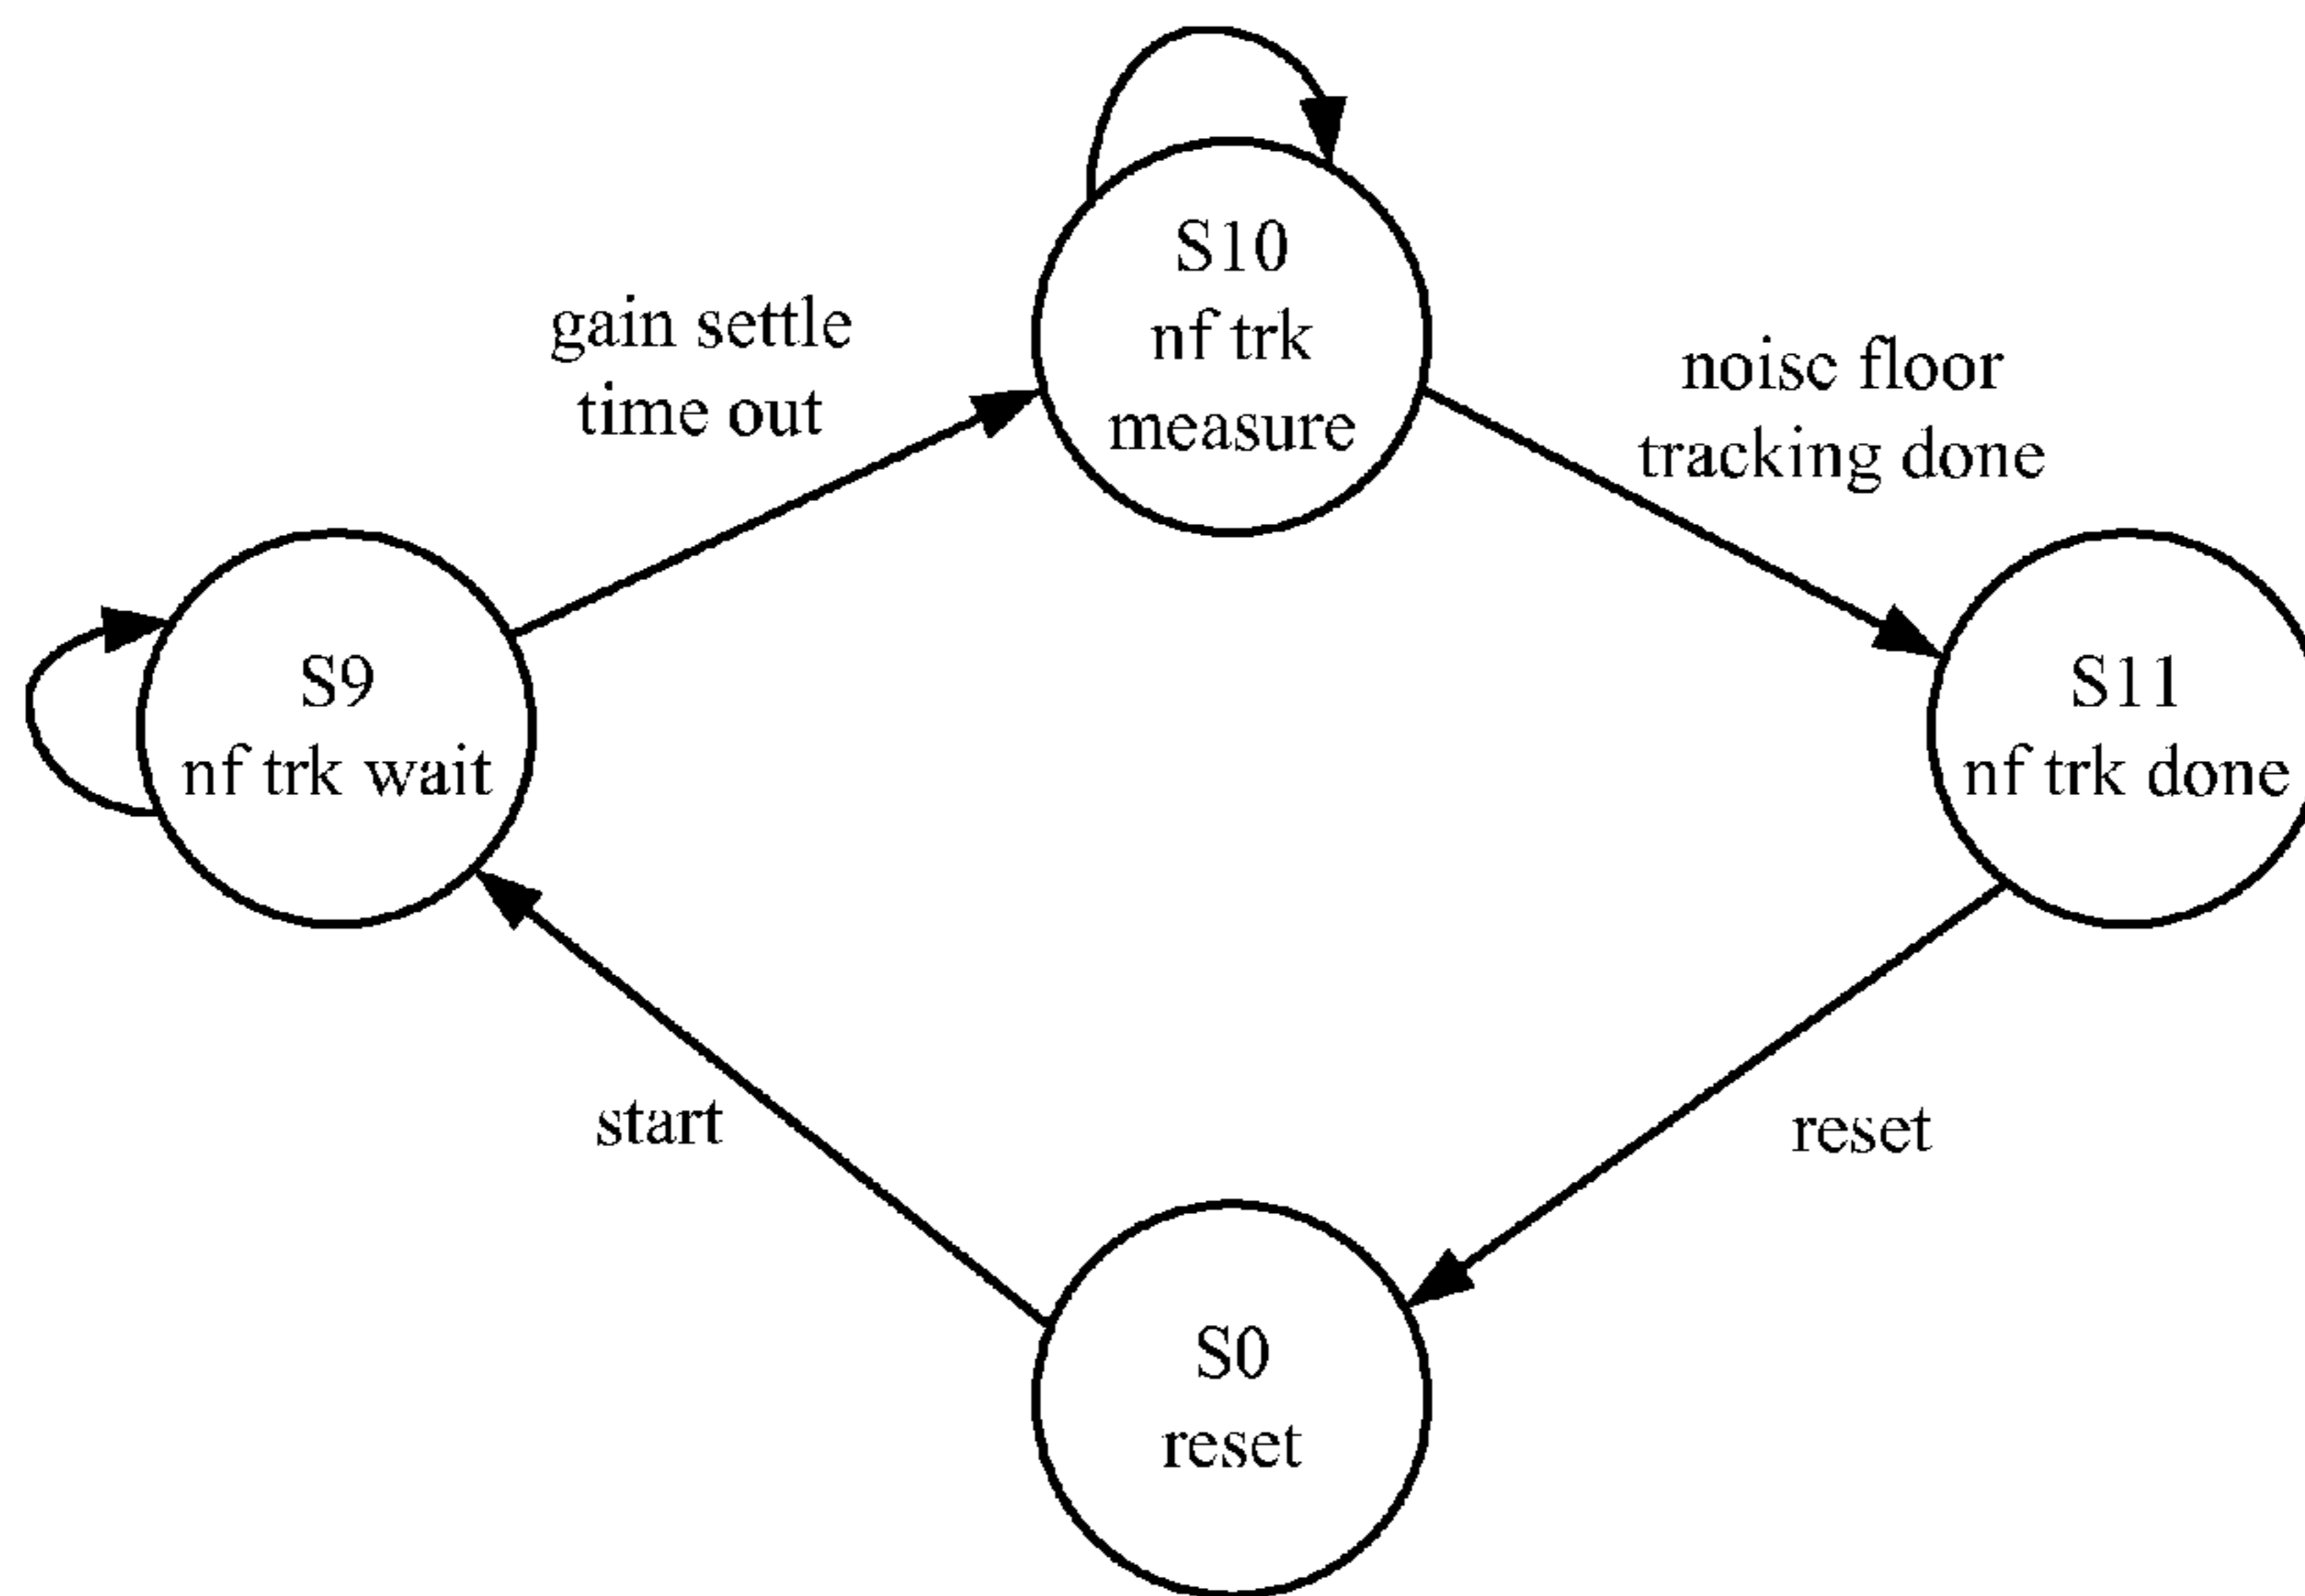 S10
nf trk
measure
gain settle
time out
noise floor
tracking done
S9
nf trk wait
S11
nf trk done
start
reset
S0
reset